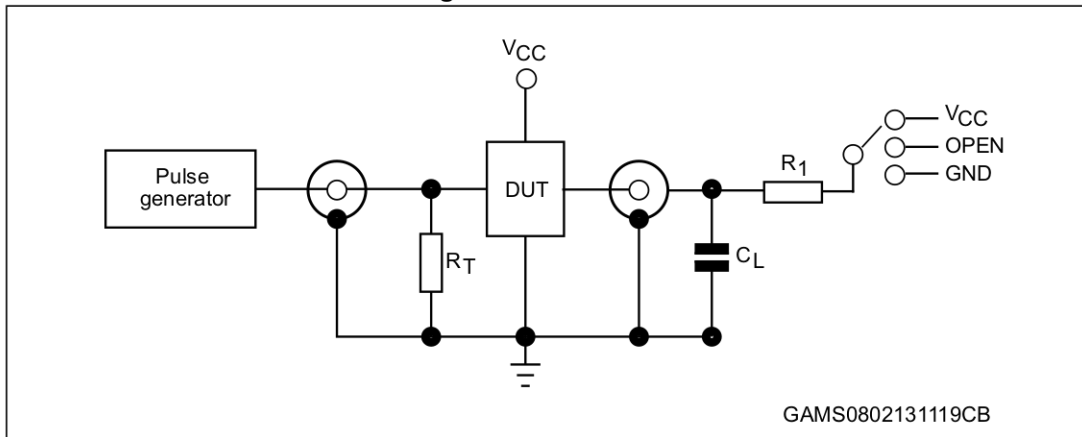 VCC
VCC
OPEN
GND
R1
Pulse
generator
DUT
RT
CL
GAMS0802131119CB